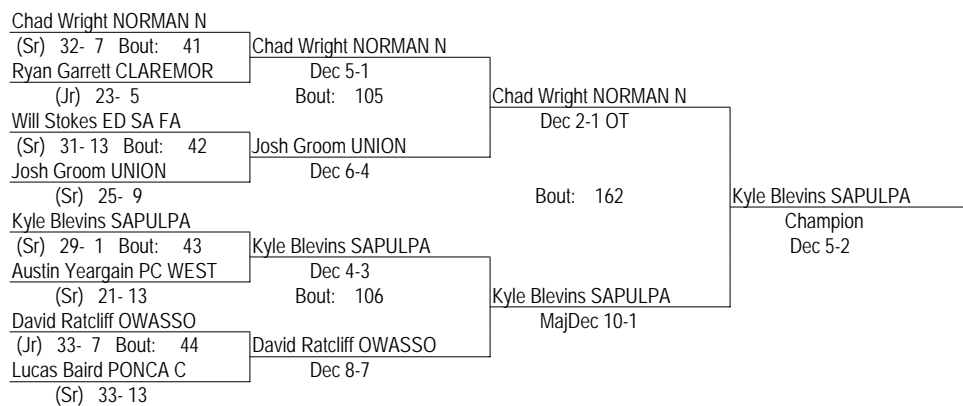 Chad Wright NORMAN N
(Sr) 32- 7 Bout: 41
Chad Wright NORMAN N
Ryan Garrett CLAREMOR
Dec 5-1
(Jr) 23- 5
Bout: 105
Chad Wright NORMAN N
Will Stokes ED SA FA
Dec 2-1 OT
(Sr) 31- 13 Bout: 42
Josh Groom UNION
Josh Groom UNION
Dec 6-4
(Sr) 25- 9
Bout: 162
Kyle Blevins SAPULPA
Kyle Blevins SAPULPA
Champion
(Sr) 29- 1 Bout: 43
Kyle Blevins SAPULPA
Dec 5-2
Austin Yeargain PC WEST
Dec 4-3
(Sr) 21- 13
Bout: 106
Kyle Blevins SAPULPA
David Ratcliff OWASSO
MajDec 10-1
(Jr) 33- 7 Bout: 44
David Ratcliff OWASSO
Lucas Baird PONCA C
Dec 8-7
(Sr) 33- 13